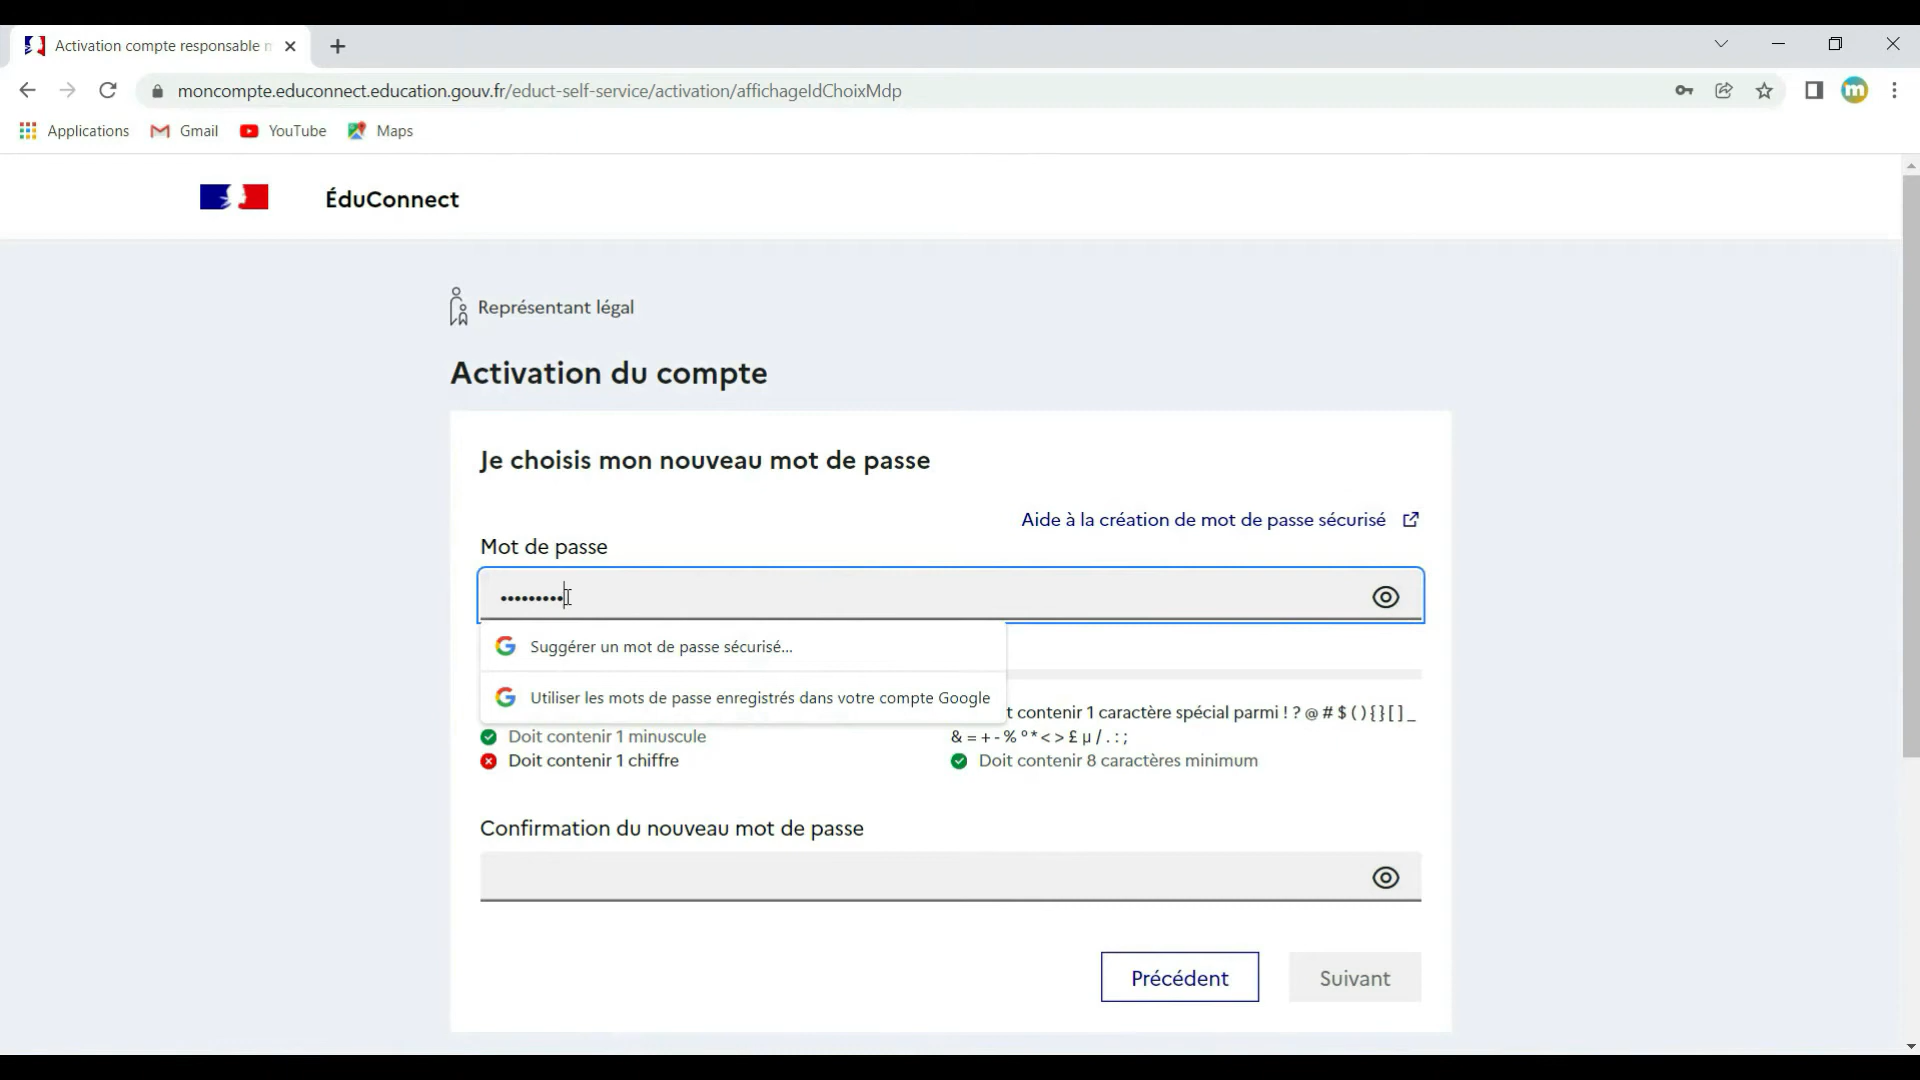 Activation compte responsable
moncompte.educonnect.education.gouv.fr/educt-self-service/activation/affichageIdChoixMdp
m
Applications
Gmail
YouTube
Maps
ÉduConnect
Représentant légal
Activation du compte
Je choisis mon nouveau mot de passe
Aide à la création de mot de passe sécurisé
Mot de passe
•••••••••
Suggérer un mot de passe sécurisé...
Utiliser les mots de passe enregistrés dans votre compte Google
Doit contenir 1 minuscule
Doit contenir 1 chiffre
t contenir 1 caractère spécial parmi ! ? @ # $ ( ) { } [ ] _
& = + - % º * < > £ µ / . : ;
Doit contenir 8 caractères minimum
Confirmation du nouveau mot de passe
Précédent
Suivant